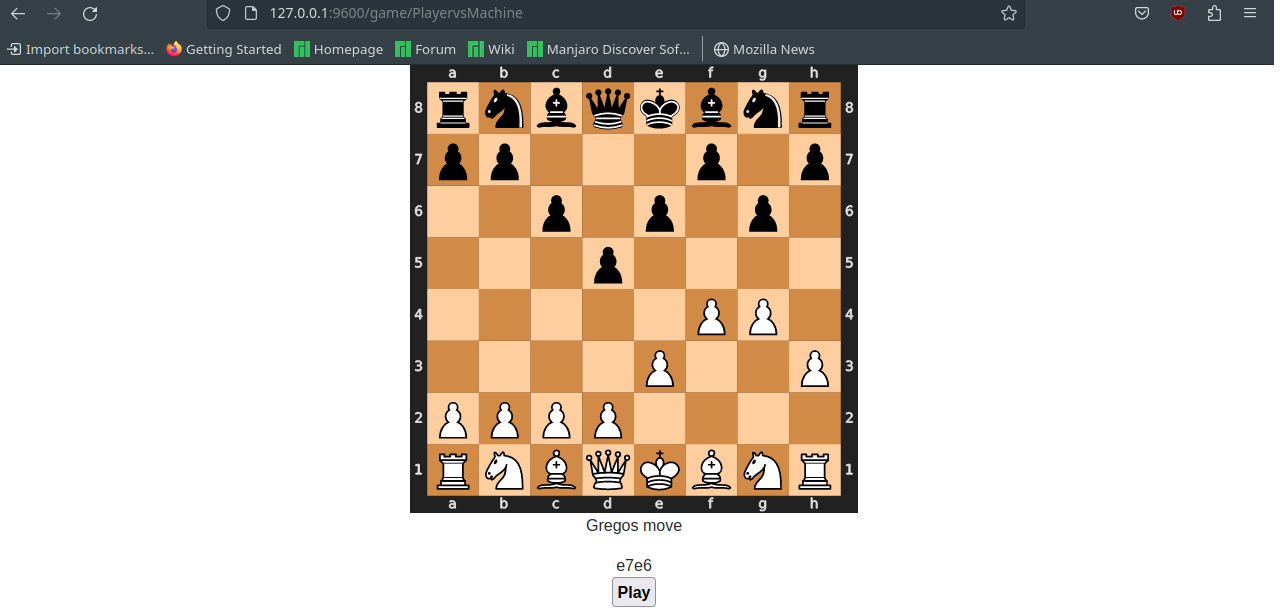 127.0.0.1:9600/game/PlayervsMachine
Import bookmarks... Getting Started Homepage Forum Wiki Manjaro Discover Sof... Mozilla News
a b c d e f g h
8 8
7 7
6 6
5 5
4 4
3 3
2 2
1 1
a b c d e f g h
Gregos move
e7e6
Play